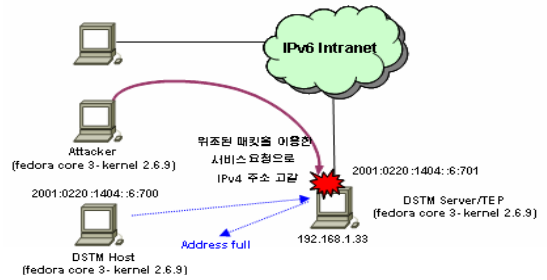 IPv6 Intranet
Attacker
(fedora core 3- kernel 2.6.9)
위조된 패킷을 이용한
서비스 요청으로
IPv4 주소 고갈
2001:0220 :1404: :6:700
2001:0220 :1404: :6:701
DSTM Server/TEP
(fedora core 3- kernel 2.6.9)
192.168.1.33
Address full
DSTM Host
(fedora core 3- kernel 2.6.9)